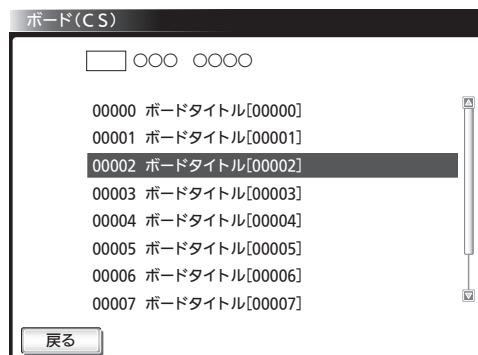 ボード(CS)
○○○ ○○○○
00000 ボードタイトル[00000]
00001 ボードタイトル[00001]
00002 ボードタイトル[00002]
00003 ボードタイトル[00003]
00004 ボードタイトル[00004]
00005 ボードタイトル[00005]
00006 ボードタイトル[00006]
00007 ボードタイトル[00007]
戻る